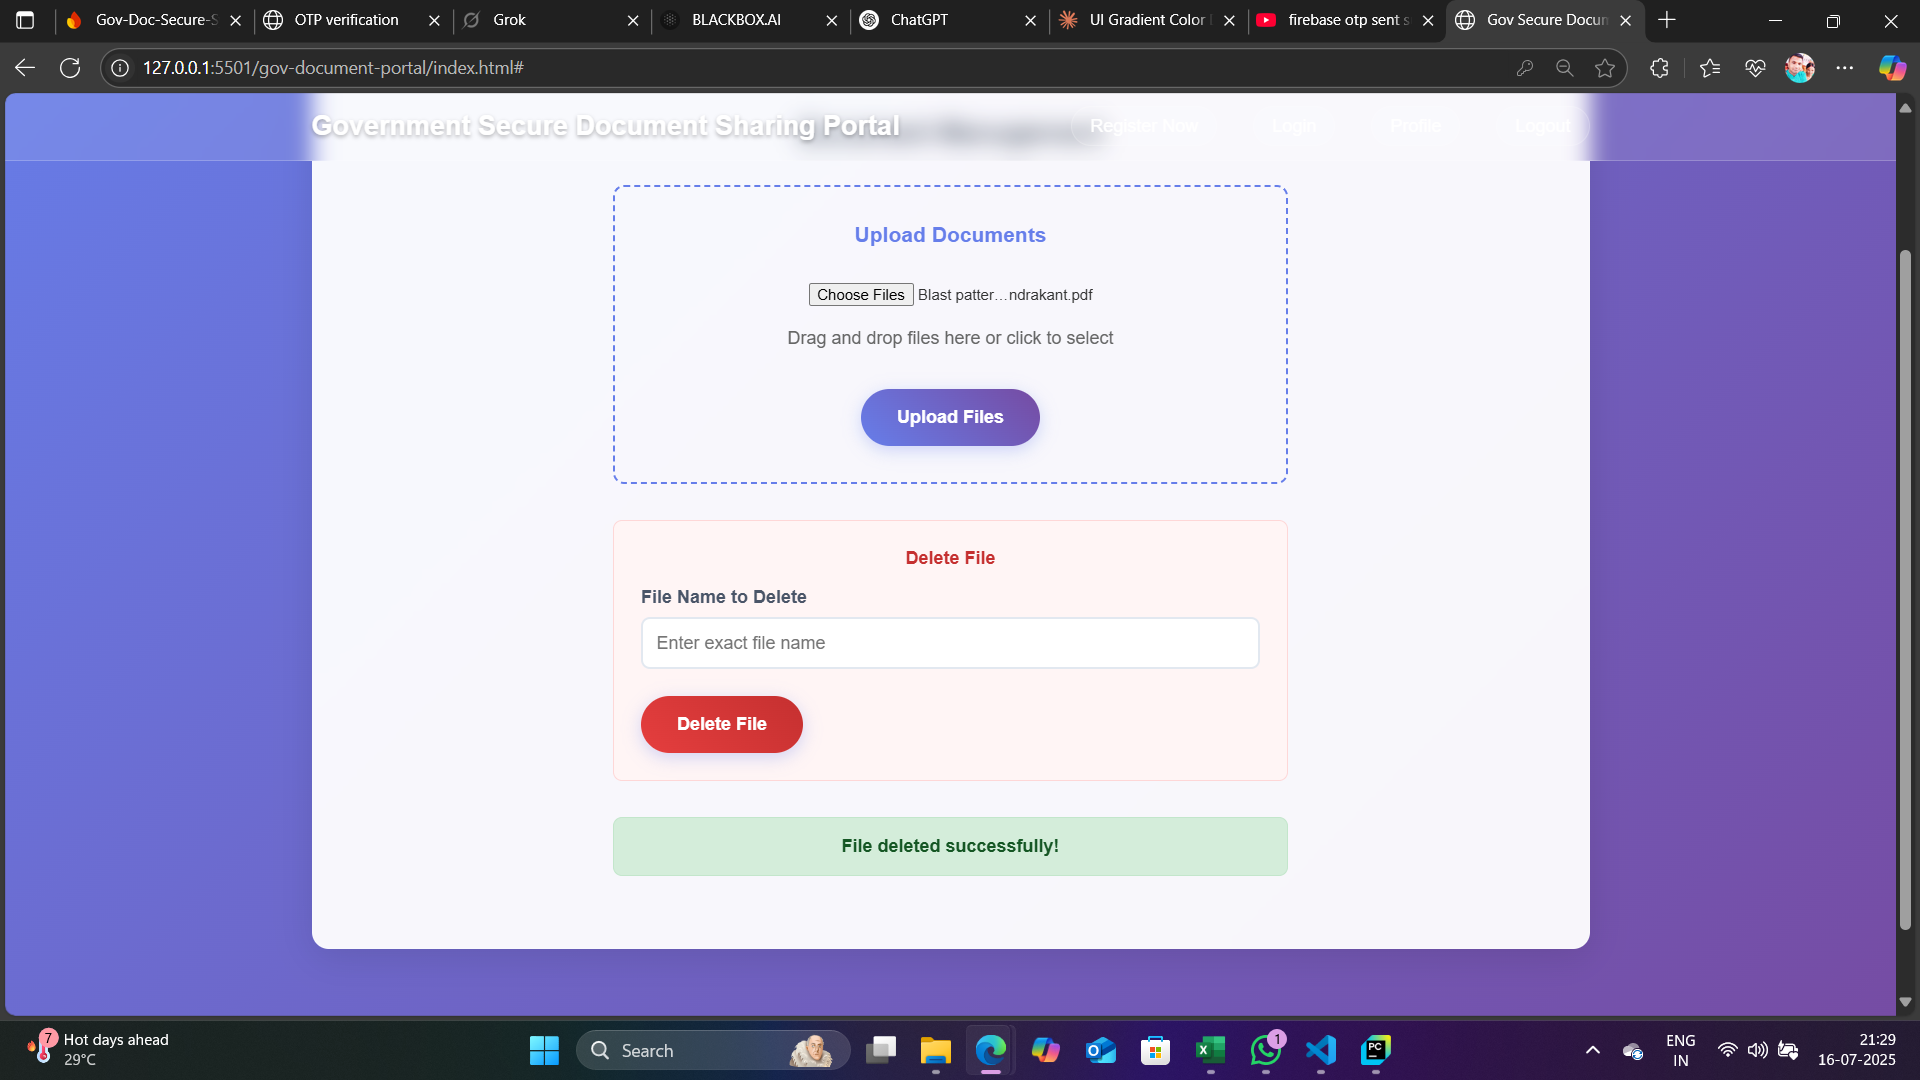 Gov-Doc-Secure-S
OTP verification
Grok
BLACKBOX.AI
ChatGPT
UI Gradient Color
firebase otp sent s
Gov Secure Docum
127.0.0.1:5501/gov-document-portal/index.html#
Government Secure Document Sharing Portal
Register Now
Login
Profile
Logout
Upload Documents
Choose Files Blast patter...ndrakant.pdf
Drag and drop files here or click to select
Upload Files
Delete File
File Name to Delete
Enter exact file name
Delete File
File deleted successfully!
7
Hot days ahead
29°C
Search
1
ENG
IN
21:29
16-07-2025